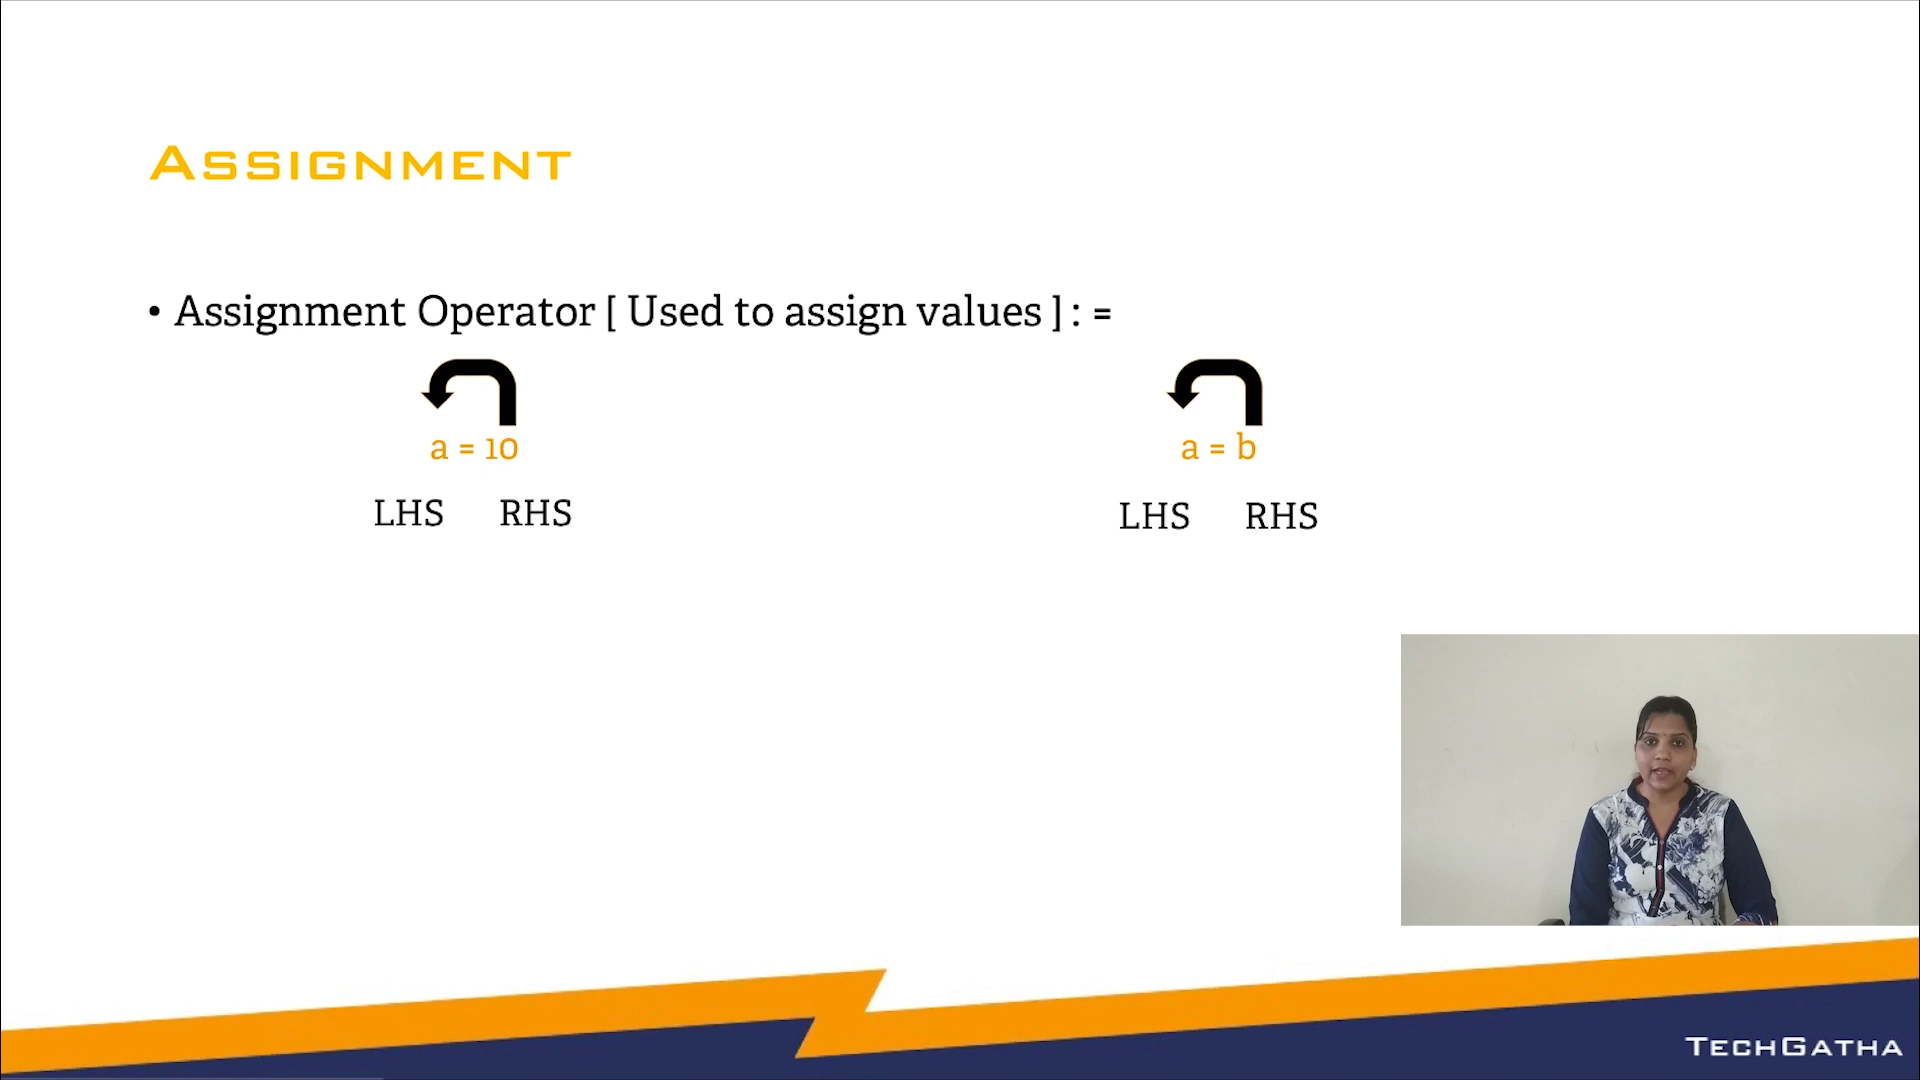 ASSIGNMENT
• Assignment Operator [ Used to assign values ] : =
a = 10
a = b
LHS RHS
LHS RHS
TECHGATHA